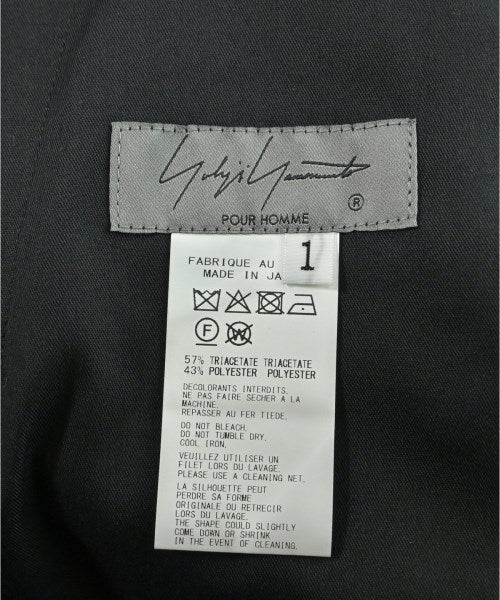 Yohji Yamamoto
®
POUR HOMME
1
FABRIQUE AU
MADE IN JA
F
W
57% TRIACETATE TRIACETATE
43% POLYESTER POLYESTER
DECOLORANTS INTERDITS.
NE PAS FAIRE SECHER A LA
MACHINE.
REPASSER AU FER TIEDE.
DO NOT BLEACH.
DO NOT TUMBLE DRY.
COOL IRON.
VEUILLEZ UTILISER UN
FILET LORS DU LAVAGE.
PLEASE USE A CLEANING NET.
LA SILHOUETTE PEUT
PERDRE SA FORME
ORIGINALE OU RETRECIR
LORS DU LAVAGE.
THE SHAPE COULD SLIGHTLY
COME DOWN OR SHRINK
IN THE EVENT OF CLEANING.